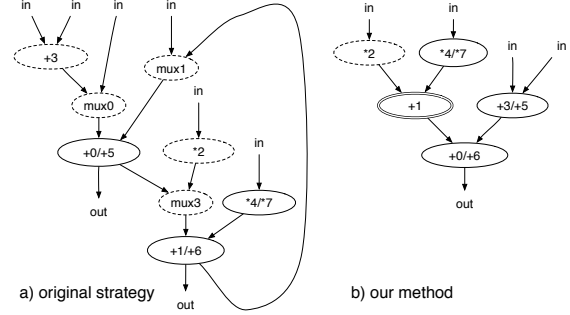 in in in in
in in
+3
mux1
*2
*4/*7
in in
mux0
in
+1
+3/+5
+0/+5
*2
in
+0/+6
mux3
*4/*7
out
out
+1/+6
a) original strategy
b) our method
out